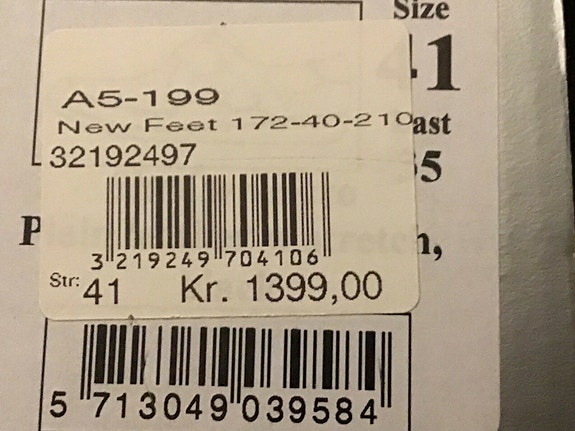 Size
41
A5-199
New Feet 172-40-210
ast
32192497
35
3 219249 704106
Str: 41 Kr. 1399,00
5 713049 039584